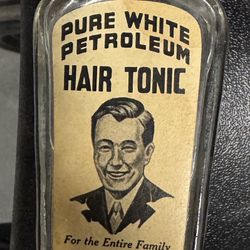 PURE WHITE
PETROLEUM
HAIR TONIC
For the Entire Family